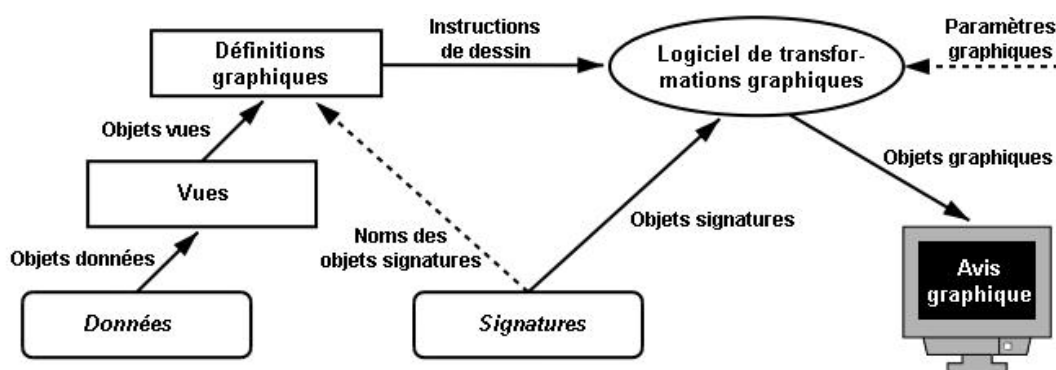 Définitions
graphiques
Instructions
de dessin
Logiciel de transfor-
mations graphiques
Paramètres
graphiques
Objets vues
Vues
Objets données
Données
Noms des
objets signatures
Signatures
Objets signatures
Objets graphiques
Avis
graphique